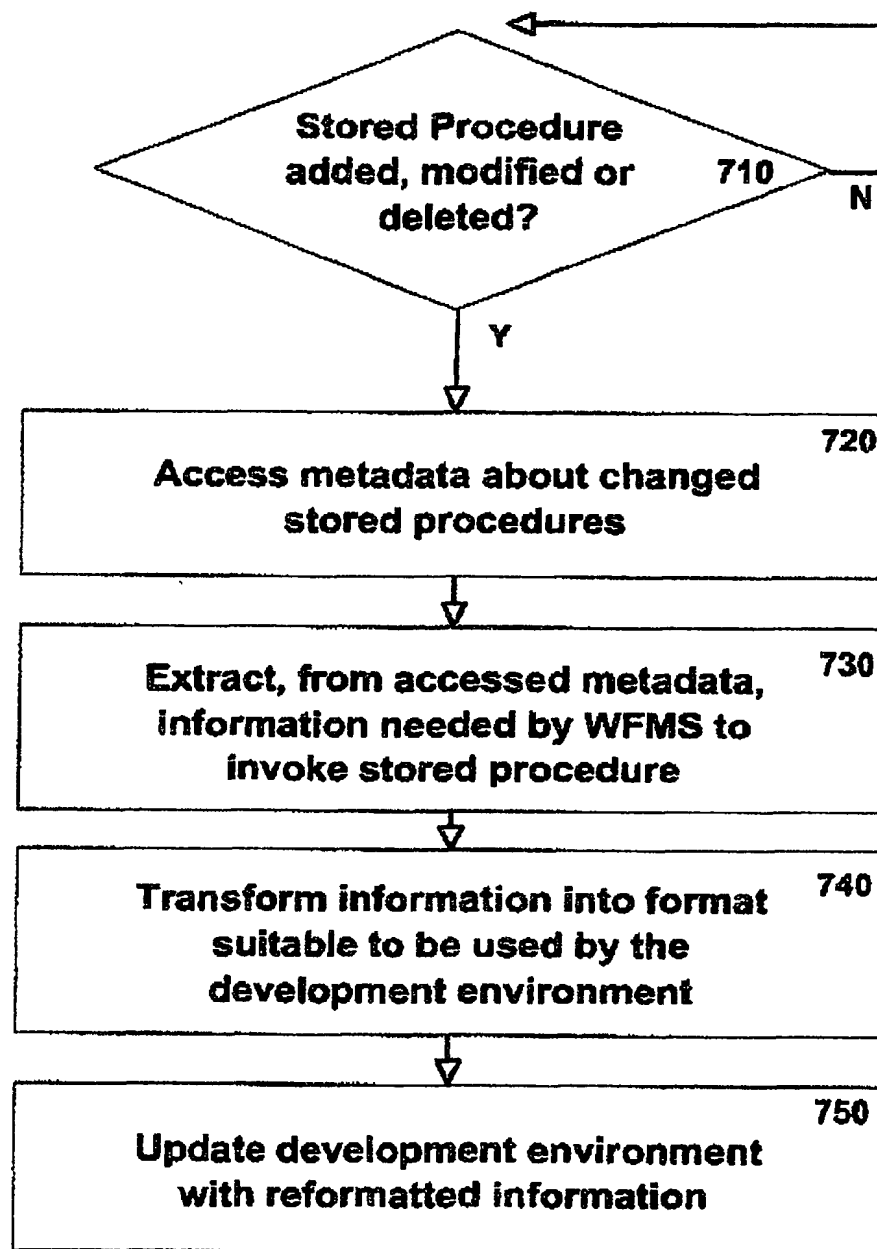 Stored Procedure
added, modified or
deleted?
710
N
Y
720
Access metadata about changed
stored procedures
730
Extract, from accessed metadata,
information needed by WFMS to
invoke stored procedure
740
Transform information into format
suitable to be used by the
development environment
750
Update development environment
with reformatted information